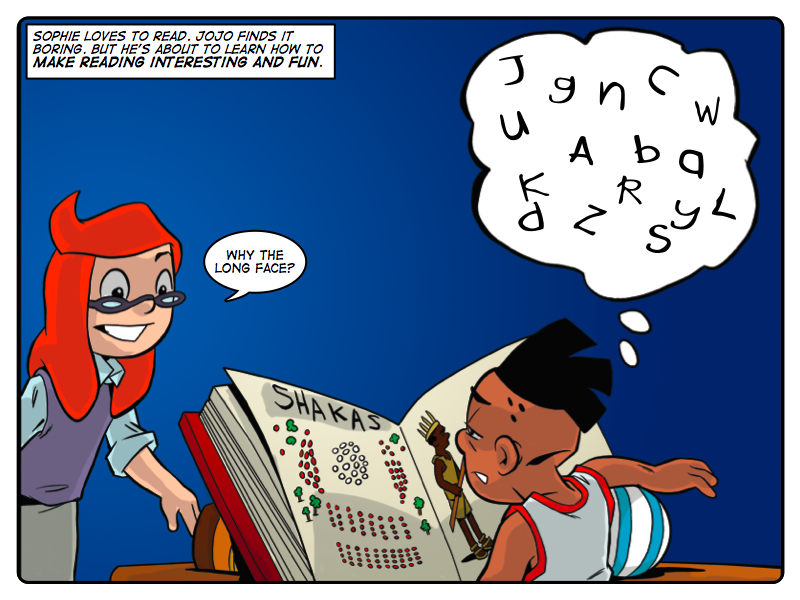 SOPHIE LOVES TO READ. JOJO FINDS IT
BORING. BUT HE'S ABOUT TO LEARN HOW TO
MAKE READING INTERESTING AND FUN.
WHY THE
LONG FACE?
J g n C W
U A b a
K R y L
d Z S
SHAKAS